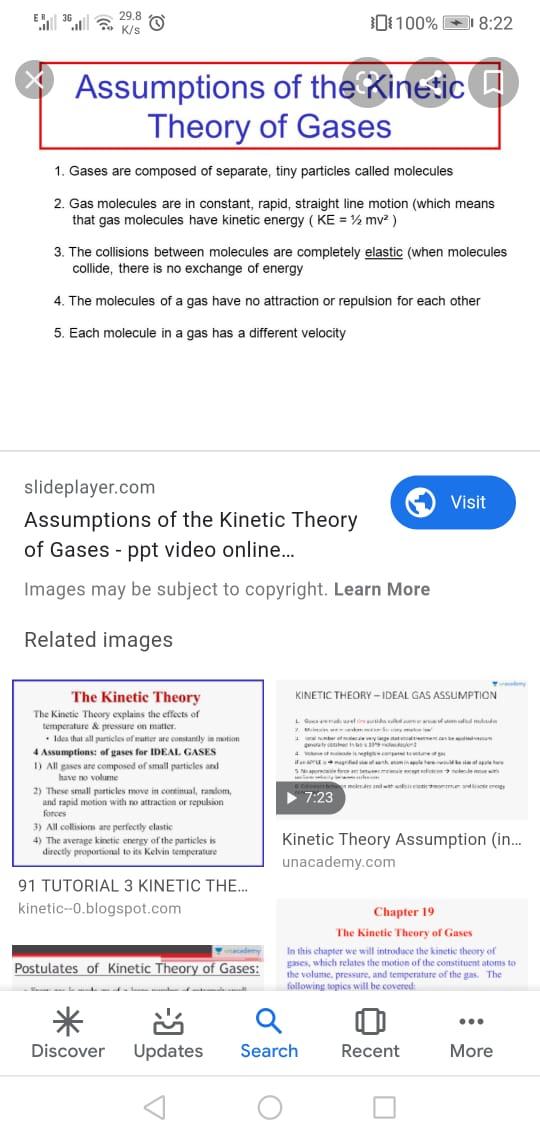 E R 3G 29.8 K/s 100% 8:22
Assumptions of the Kinetic
Theory of Gases
1. Gases are composed of separate, tiny particles called molecules
2. Gas molecules are in constant, rapid, straight line motion (which means
that gas molecules have kinetic energy ( KE = ½ mv² )
3. The collisions between molecules are completely elastic (when molecules
collide, there is no exchange of energy
4. The molecules of a gas have no attraction or repulsion for each other
5. Each molecule in a gas has a different velocity
slideplayer.com
Visit
Assumptions of the Kinetic Theory
of Gases - ppt video online...
Images may be subject to copyright. Learn More
Related images
The Kinetic Theory
The Kinetic Theory explains the effects of
temperature & pressure on matter.
• Idea that all particles of matter are constantly in motion
4 Assumptions: of gases for IDEAL GASES
1) All gases are composed of small particles and
have no volume
2) These small particles move in continual, random,
and rapid motion with no attraction or repulsion
forces
3) All collisions are perfectly elastic
4) The average kinetic energy of the particles is
directly proportional to its Kelvin temperature
91 TUTORIAL 3 KINETIC THE...
kinetic--0.blogspot.com
unacademy
Postulates of Kinetic Theory of Gases:
unacademy
KINETIC THEORY – IDEAL GAS ASSUMPTION
7:23
Kinetic Theory Assumption (in...
unacademy.com
Chapter 19
The Kinetic Theory of Gases
In this chapter we will introduce the kinetic theory of
gases, which relates the motion of the constituent atoms to
the volume, pressure, and temperature of the gas. The
following topics will be covered:
Discover Updates Search Recent More